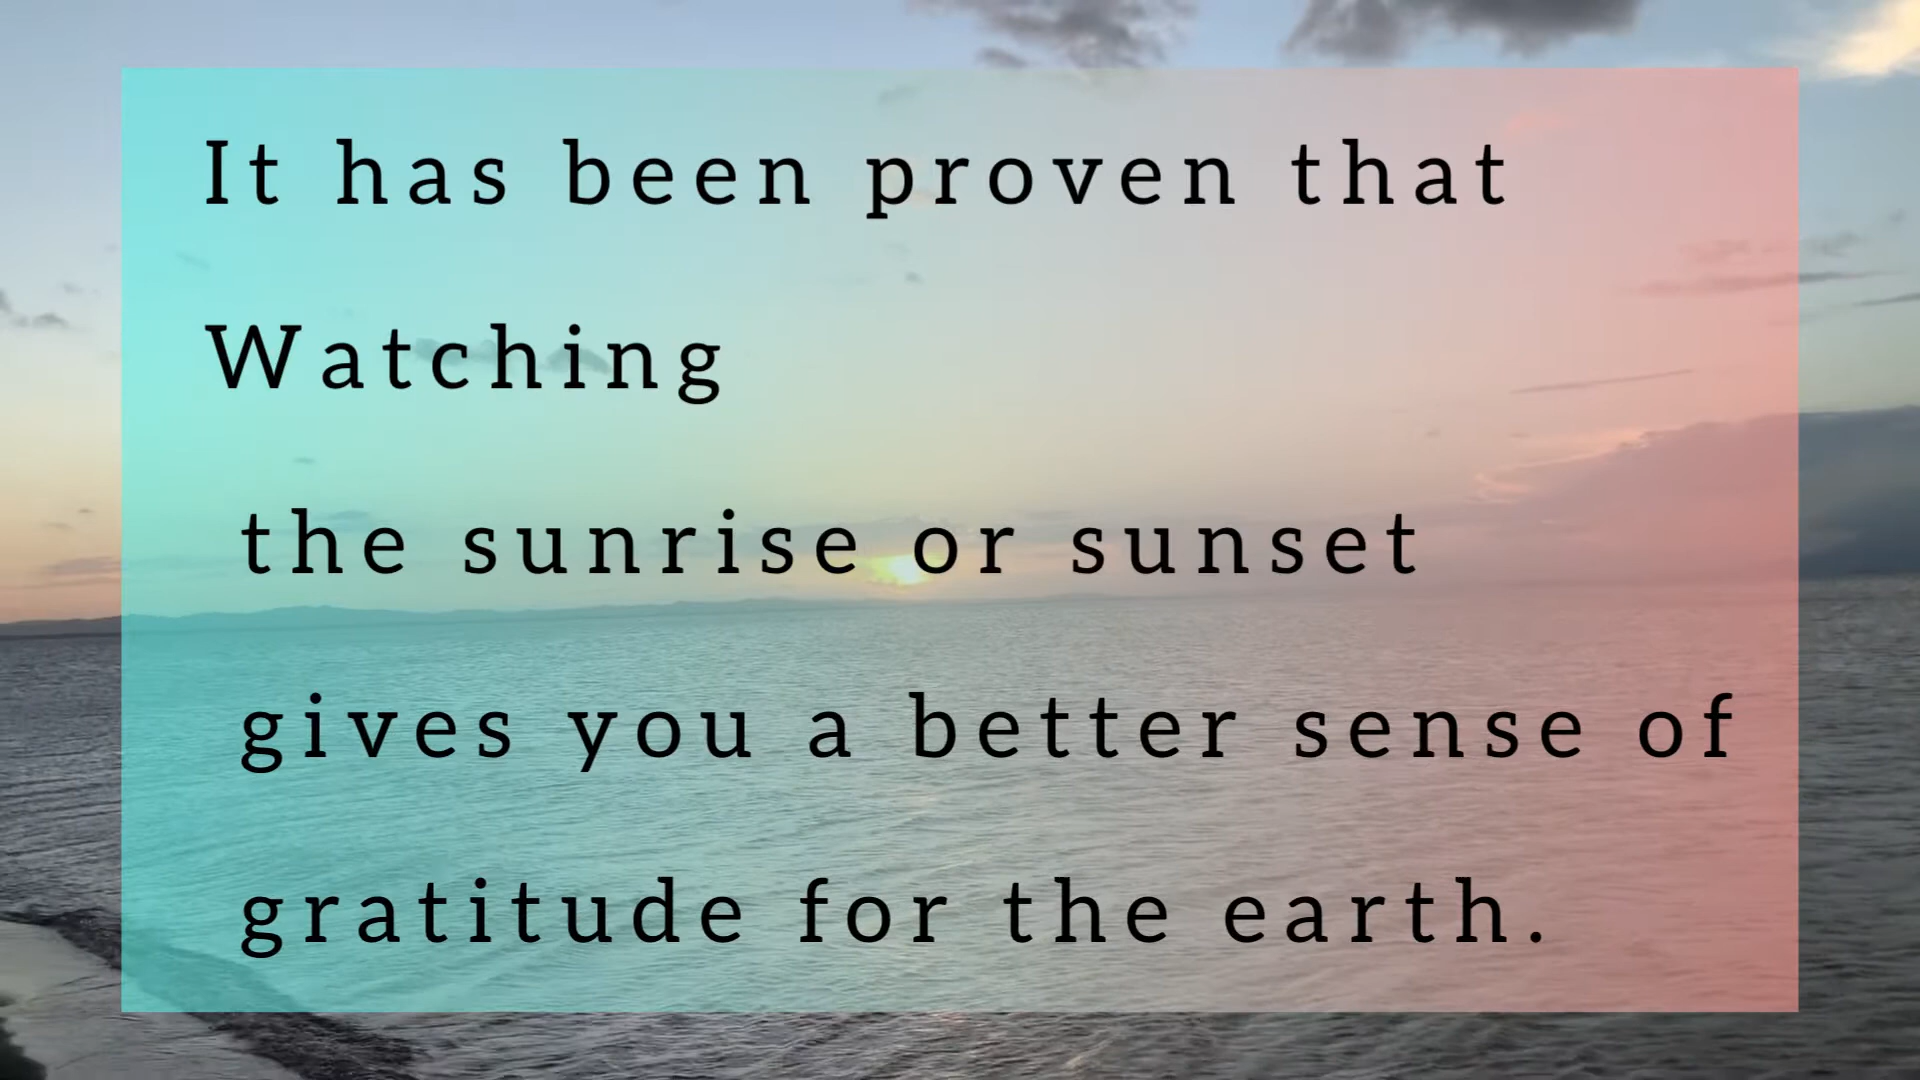 It has been proven that
Watching
the sunrise or sunset
gives you a better sense of
gratitude for the earth.